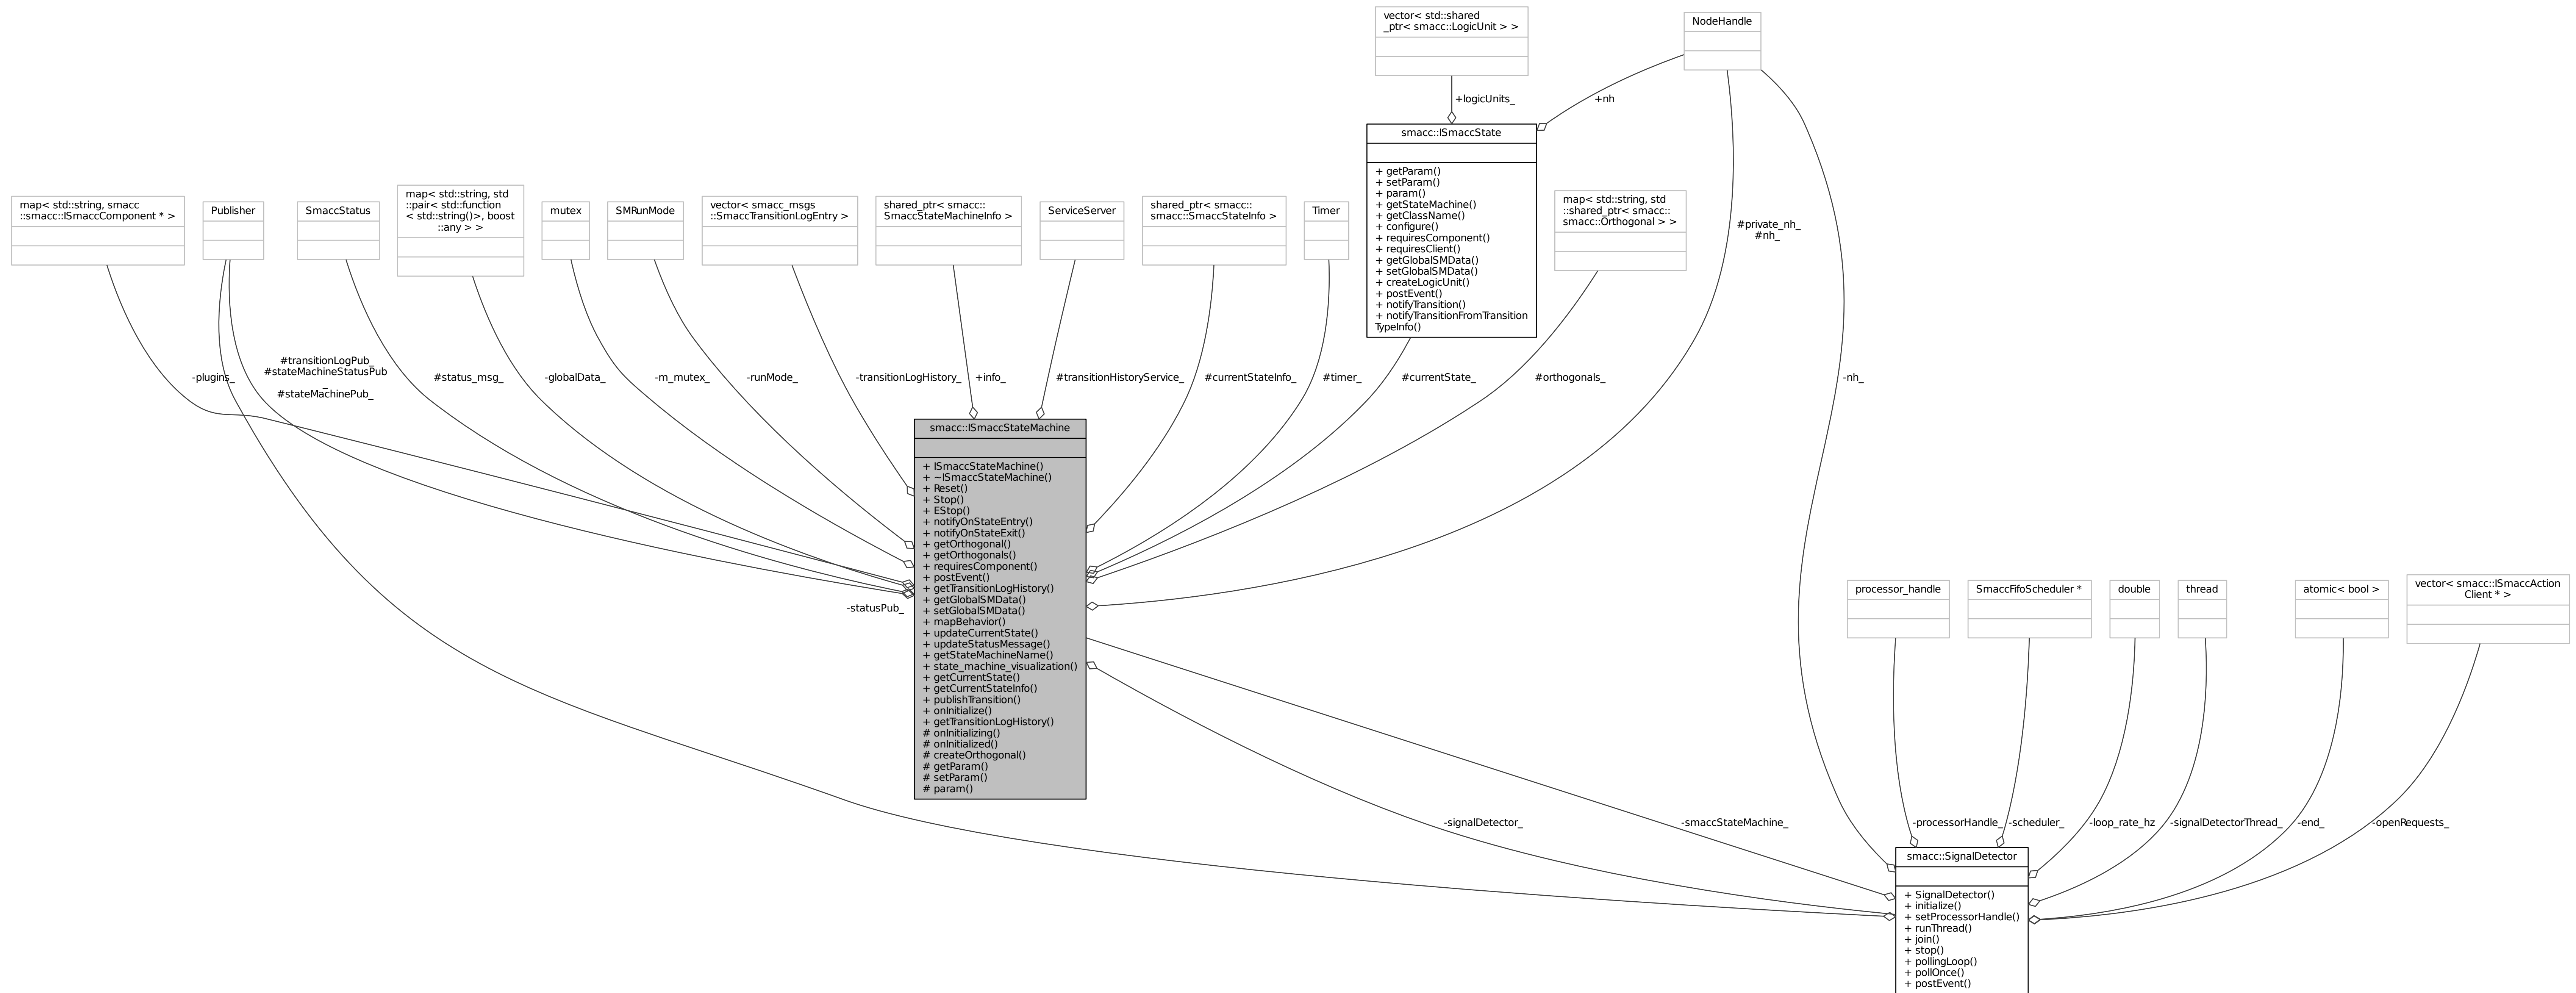 vector< std::shared
_ptr< smacc::LogicUnit > >
NodeHandle
+logicUnits_
+nh
smacc::ISmaccState
+ getParam()
+ setParam()
+ param()
+ getStateMachine()
+ getClassName()
+ configure()
+ requiresComponent()
+ requiresClient()
+ getGlobalSMData()
+ setGlobalSMData()
+ createLogicUnit()
+ postEvent()
+ notifyTransition()
+ notifyTransitionFromTransition
TypeInfo()
map< std::string, smacc
::smacc::ISmaccComponent * >
Publisher
SmaccStatus
map< std::string, std
::pair< std::function
< std::string()>, boost
::any > >
mutex
SMRunMode
vector< smacc_msgs
::SmaccTransitionLogEntry >
shared_ptr< smacc::
SmaccStateMachineInfo >
ServiceServer
shared_ptr< smacc::
smacc::SmaccStateInfo >
Timer
map< std::string, std
::shared_ptr< smacc::
smacc::Orthogonal > >
#private_nh_
#nh_
-plugins_
#transitionLogPub_
#stateMachineStatusPub
_
#stateMachinePub_
#status_msg_
-globalData_
-m_mutex_
-runMode_
-transitionLogHistory_
+info_
#transitionHistoryService_
#currentStateInfo_
#timer_
#currentState_
#orthogonals_
-nh_
smacc::ISmaccStateMachine
+ ISmaccStateMachine()
+ ~ISmaccStateMachine()
+ Reset()
+ Stop()
+ EStop()
+ notifyOnStateEntry()
+ notifyOnStateExit()
+ getOrthogonal()
+ getOrthogonals()
+ requiresComponent()
+ postEvent()
+ getTransitionLogHistory()
+ getGlobalSMData()
+ setGlobalSMData()
+ mapBehavior()
+ updateCurrentState()
+ updateStatusMessage()
+ getStateMachineName()
+ state_machine_visualization()
+ getCurrentState()
+ getCurrentStateInfo()
+ publishTransition()
+ onInitialize()
+ getTransitionLogHistory()
# onInitializing()
# onInitialized()
# createOrthogonal()
# getParam()
# setParam()
# param()
-statusPub_
processor_handle
SmaccFifoScheduler *
double
thread
atomic< bool >
vector< smacc::ISmaccAction
Client * >
-signalDetector_
-smaccStateMachine_
-processorHandle_
-scheduler_
-loop_rate_hz
-signalDetectorThread_
-end_
-openRequests_
smacc::SignalDetector
+ SignalDetector()
+ initialize()
+ setProcessorHandle()
+ runThread()
+ join()
+ stop()
+ pollingLoop()
+ pollOnce()
+ postEvent()